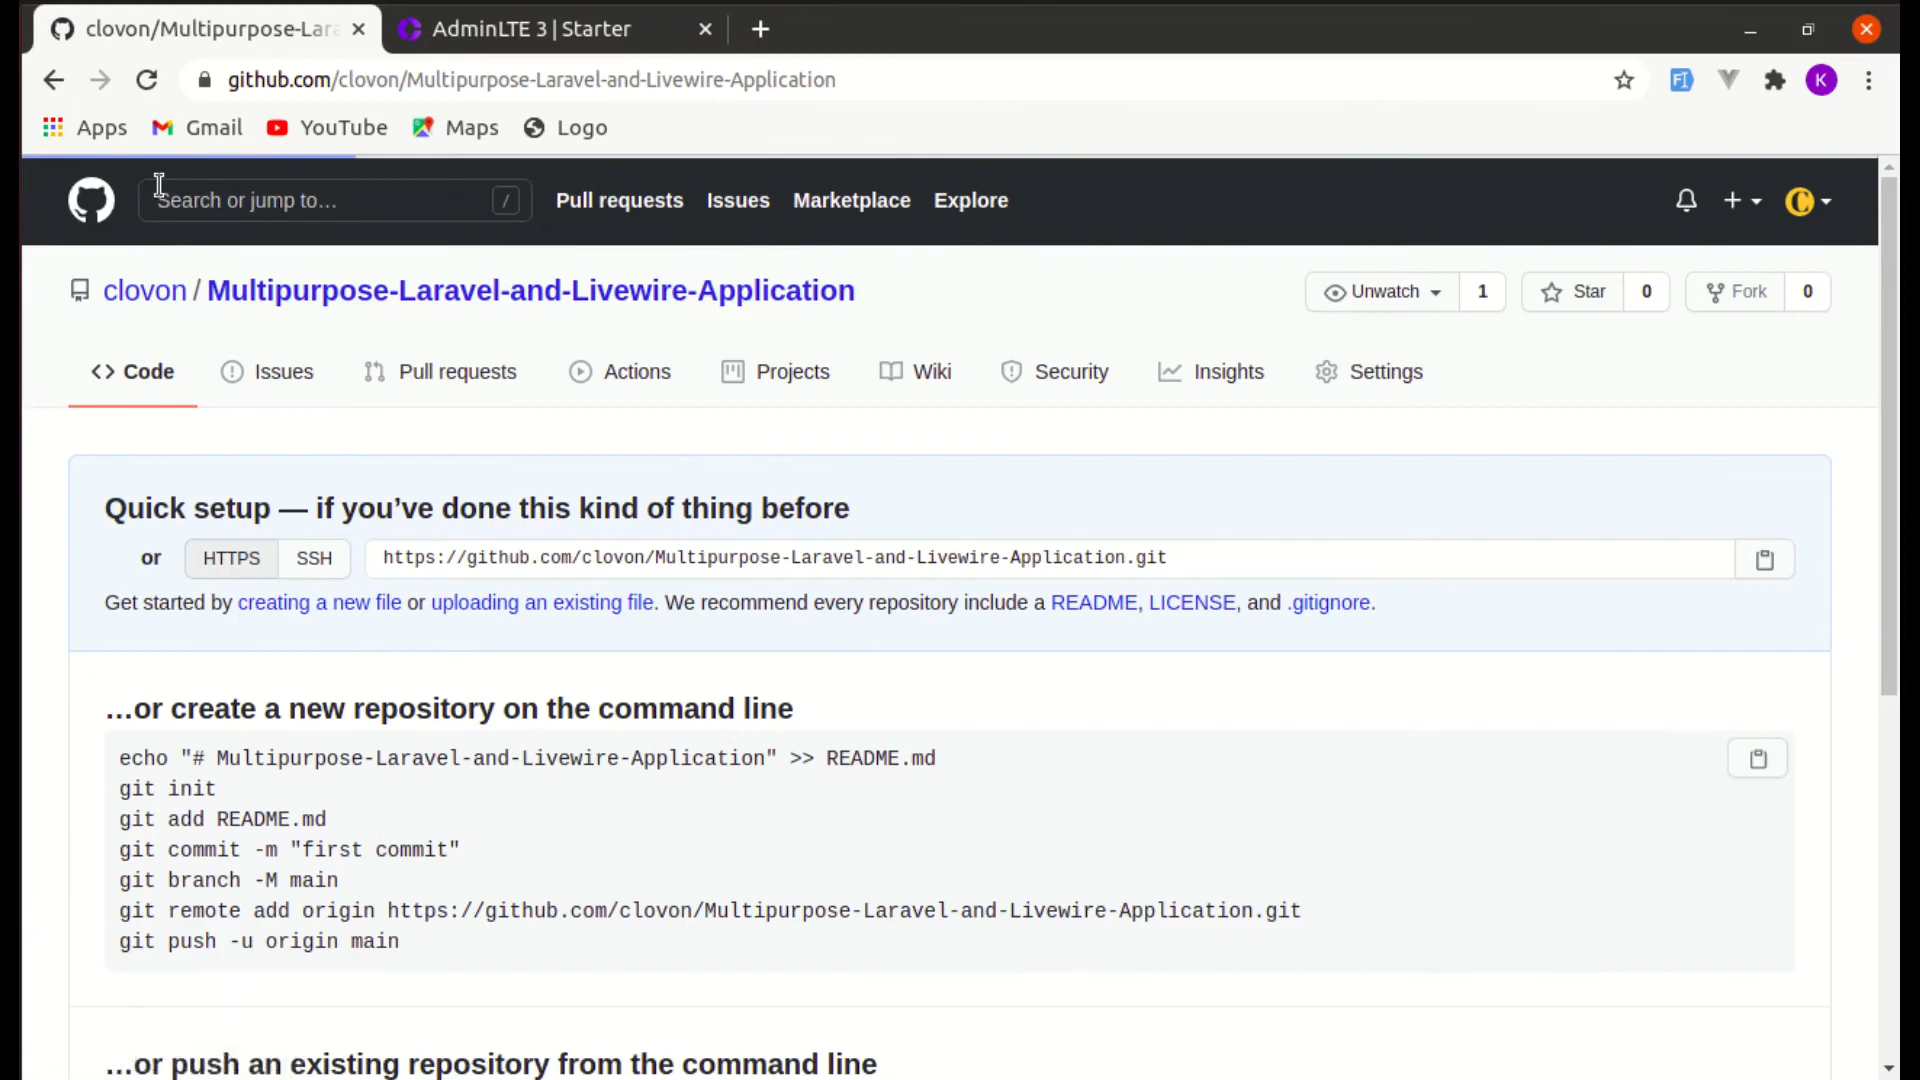 clovon/Multipurpose-Lara
AdminLTE 3 | Starter
github.com/clovon/Multipurpose-Laravel-and-Livewire-Application
K
Apps
Gmail
YouTube
Maps
Logo
Search or jump to…
/
Pull requests
Issues
Marketplace
Explore
clovon / Multipurpose-Laravel-and-Livewire-Application
Unwatch 1
Star 0
Fork 0
Code
Issues
Pull requests
Actions
Projects
Wiki
Security
Insights
Settings
Quick setup — if you’ve done this kind of thing before
or HTTPS SSH https://github.com/clovon/Multipurpose-Laravel-and-Livewire-Application.git
Get started by creating a new file or uploading an existing file. We recommend every repository include a README, LICENSE, and .gitignore.
…or create a new repository on the command line
echo "# Multipurpose-Laravel-and-Livewire-Application" >> README.md
git init
git add README.md
git commit -m "first commit"
git branch -M main
git remote add origin https://github.com/clovon/Multipurpose-Laravel-and-Livewire-Application.git
git push -u origin main
…or push an existing repository from the command line